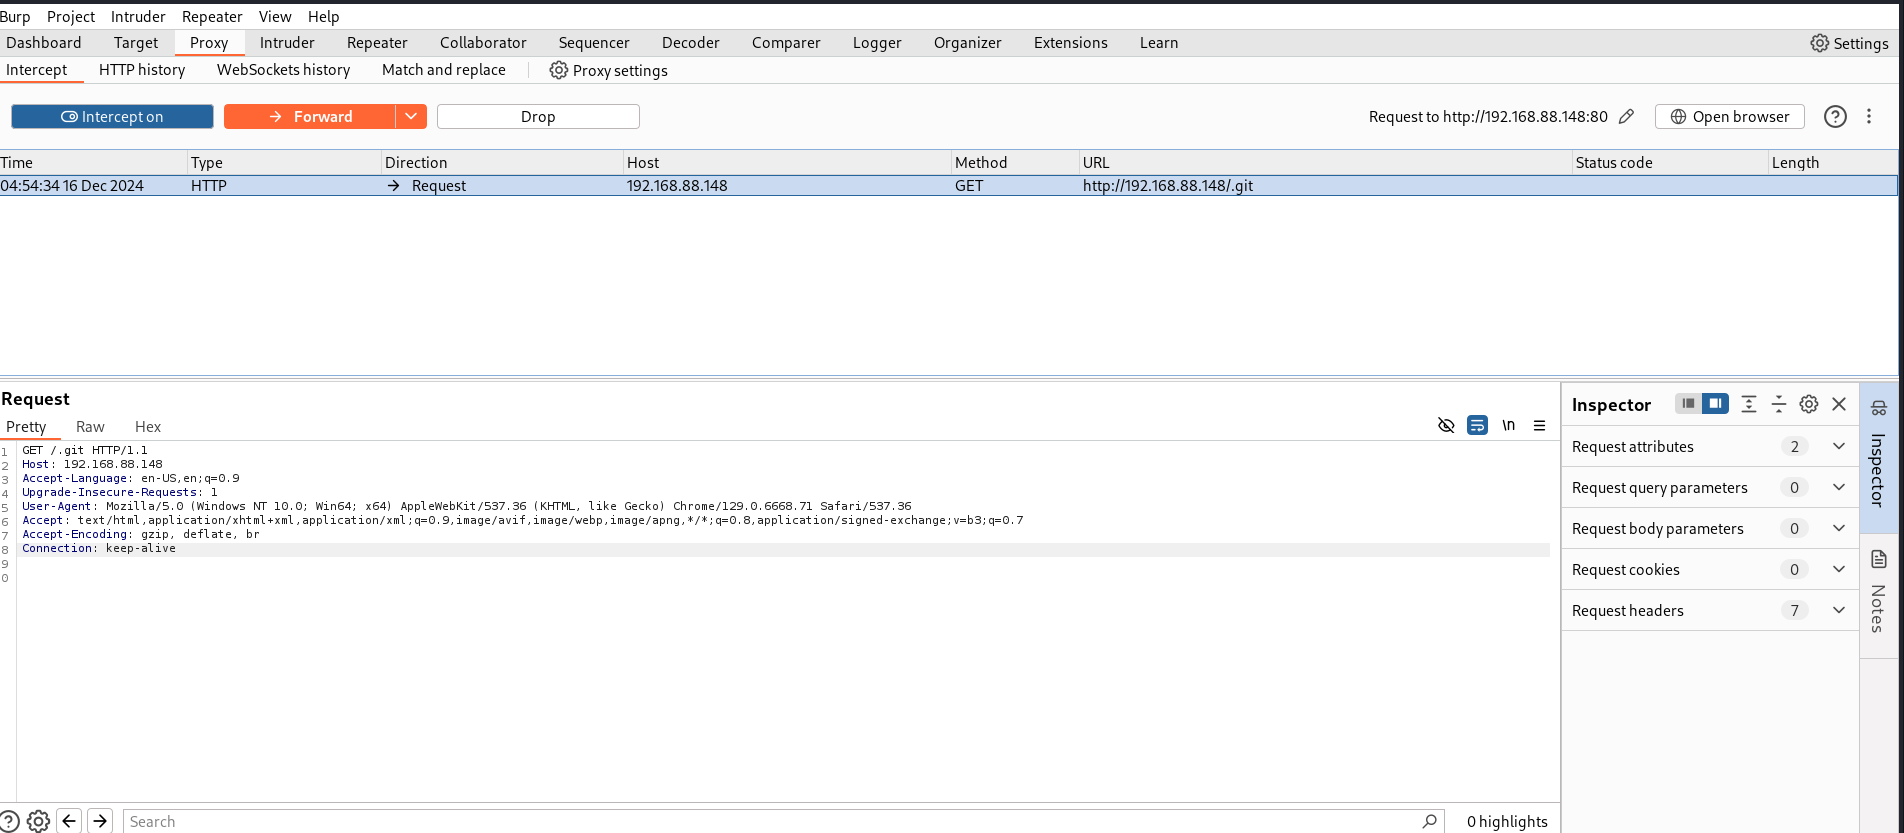 Burp Project Intruder Repeater View Help
Dashboard Target Proxy Intruder Repeater Collaborator Sequencer Decoder Comparer Logger Organizer Extensions Learn Settings
Intercept HTTP history WebSockets history Match and replace Proxy settings
Intercept on Forward Drop Request to http://192.168.88.148:80 Open browser
Time Type Direction Host Method URL Status code Length
04:54:34 16 Dec 2024 HTTP → Request 192.168.88.148 GET http://192.168.88.148/.git
Request
Pretty Raw Hex \n
1 GET /.git HTTP/1.1
2 Host: 192.168.88.148
3 Accept-Language: en-US,en;q=0.9
4 Upgrade-Insecure-Requests: 1
5 User-Agent: Mozilla/5.0 (Windows NT 10.0; Win64; x64) AppleWebKit/537.36 (KHTML, like Gecko) Chrome/129.0.6668.71 Safari/537.36
6 Accept: text/html,application/xhtml+xml,application/xml;q=0.9,image/avif,image/webp,image/apng,*/*;q=0.8,application/signed-exchange;v=b3;q=0.7
7 Accept-Encoding: gzip, deflate, br
8 Connection: keep-alive
9
0
Search 0 highlights
Inspector
Request attributes 2
Request query parameters 0
Request body parameters 0
Request cookies 0
Request headers 7
Inspector
Notes